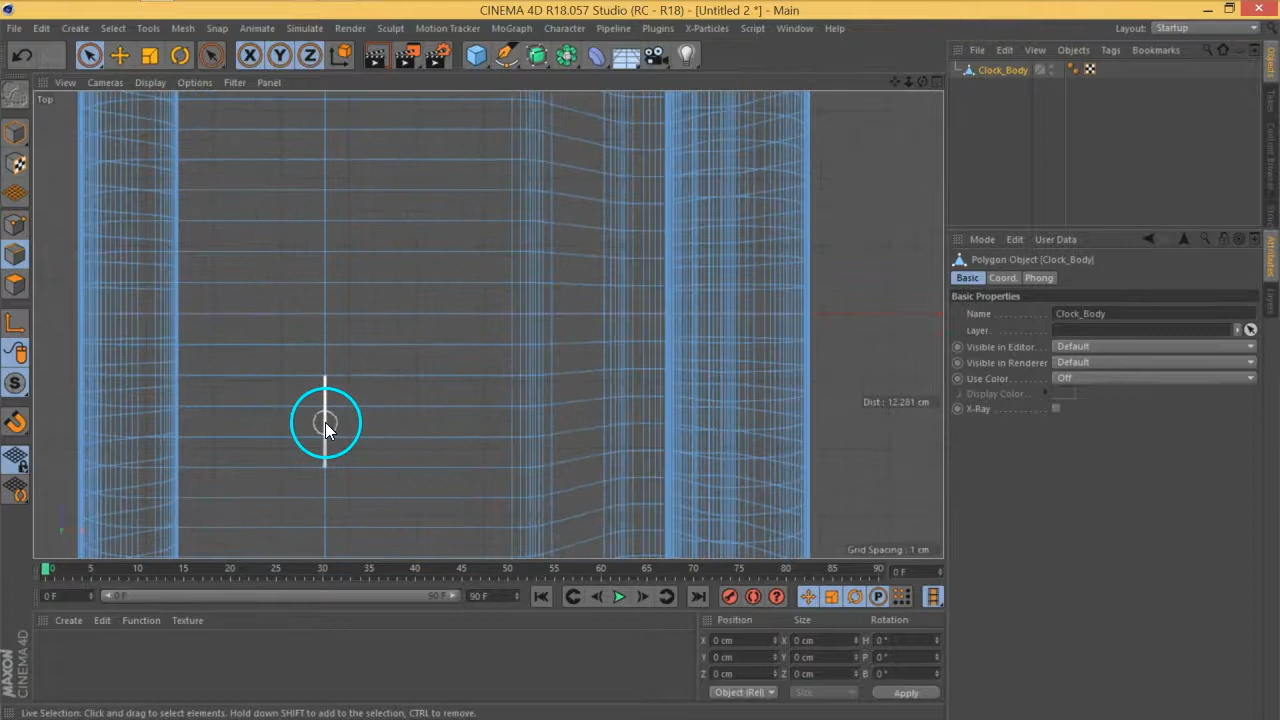 CINEMA 4D R18.057 Studio (RC - R18) - [Untitled 2 *] - Main
File Edit Create Select Tools Mesh Snap Animate Simulate Render Sculpt Motion Tracker MoGraph Character Pipeline Plugins X-Particles Script Window Help
Layout: Startup
X Y Z
File Edit View Objects Tags Bookmarks
View Cameras Display Options Filter Panel
Clock_Body
Top
Objects
Takes
Content Browser
Mode Edit User Data
Polygon Object [Clock_Body]
Basic Coord. Phong
Basic Properties
Name Clock_Body
Layer
Visible in Editor Default
Visible in Renderer Default
Use Color Off
Display Color
X-Ray
Attributes
Layers
Dist : 12.281 cm
Grid Spacing : 1 cm
0 5 10 15 20 25 30 35 40 45 50 55 60 65 70 75 80 85 90
0 F
0 F 0 F 90 F 90 F
Create Edit Function Texture
Position Size Rotation
X 0 cm X 0 cm H 0 °
Y 0 cm Y 0 cm P 0 °
Z 0 cm Z 0 cm B 0 °
Object (Rel) Size Apply
MAXON
CINEMA 4D
Live Selection: Click and drag to select elements. Hold down SHIFT to add to the selection, CTRL to remove.